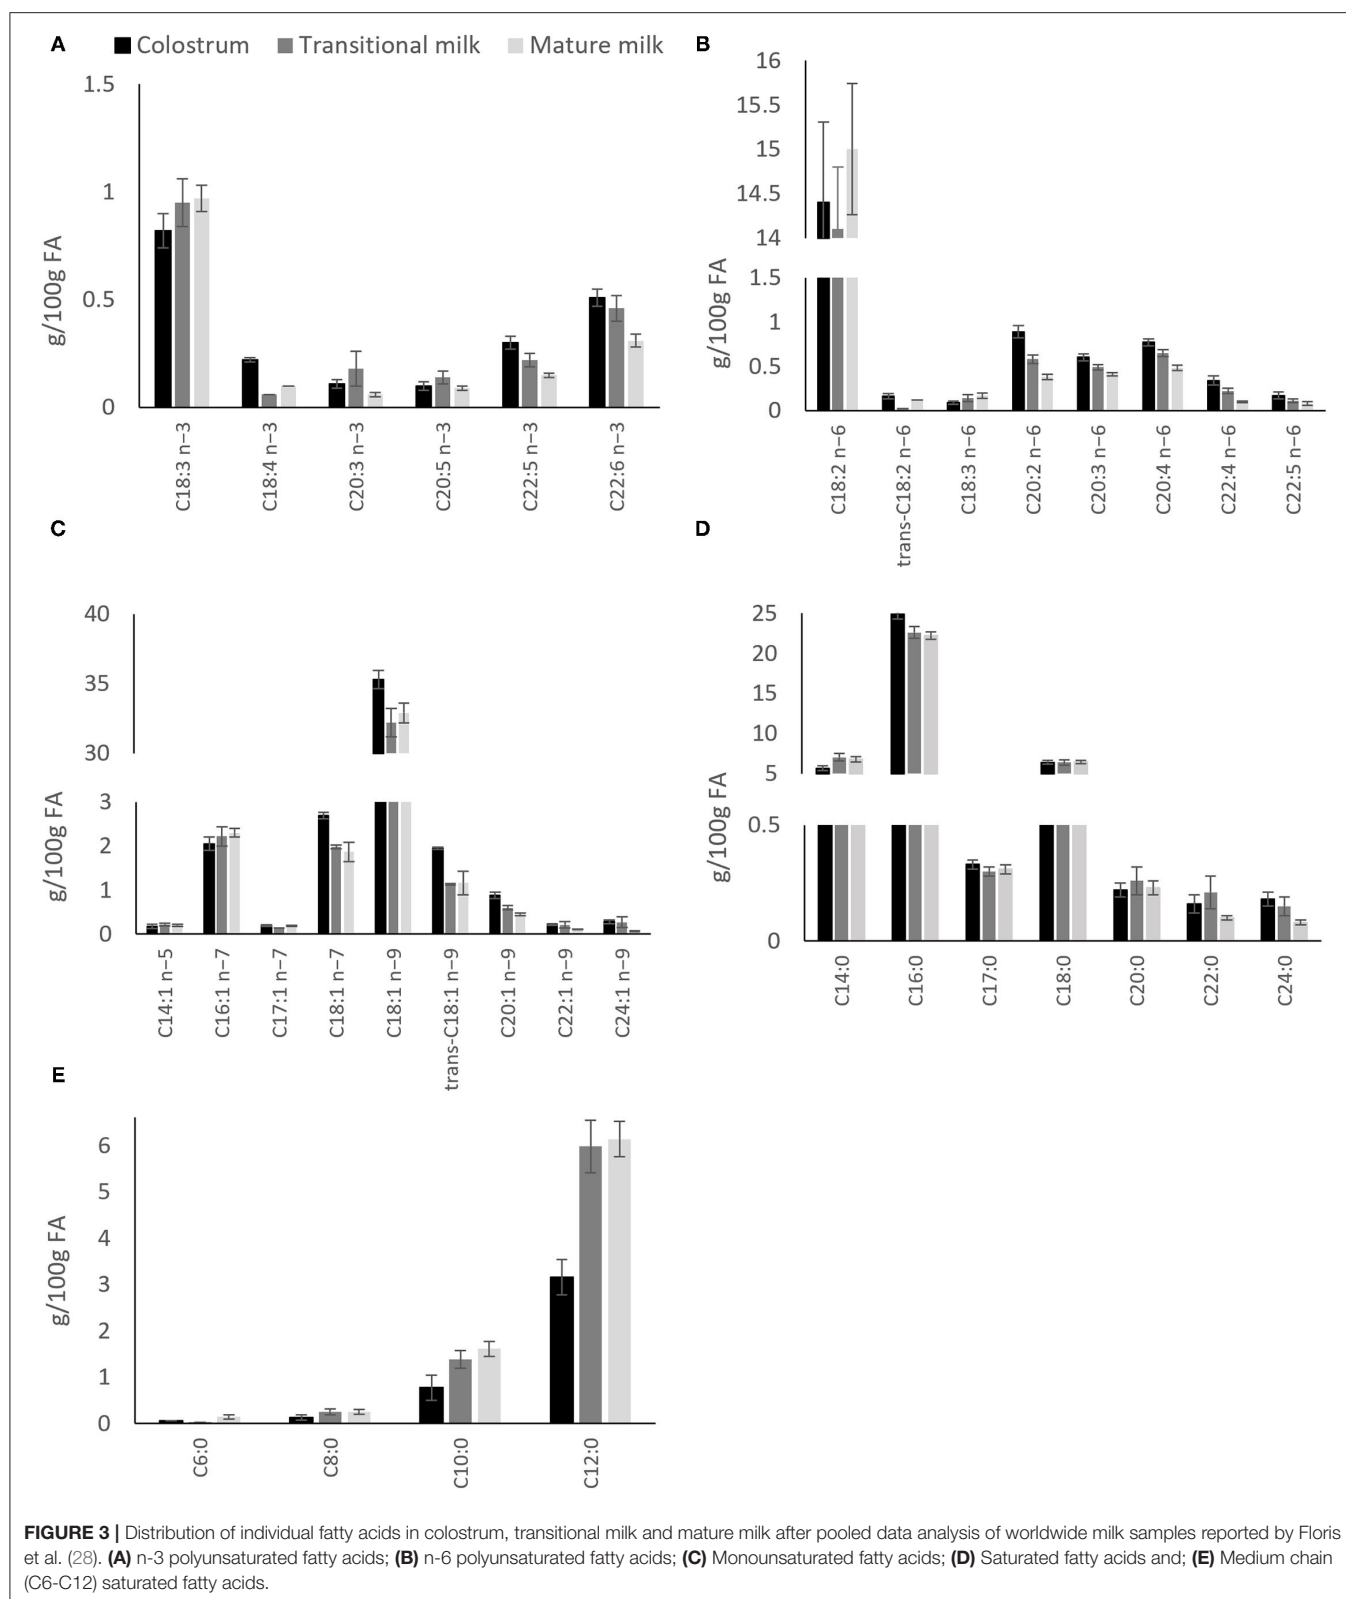 A
Colostrum Transitional milk Mature milk
1.5
1
0.5
0
g/100g FA
C18:3 n−3
C18:4 n−3
C20:3 n−3
C20:5 n−3
C22:5 n−3
C22:6 n−3
B
16
15.5
15
14.5
14
1.5
1
0.5
0
g/100g FA
C18:2 n−6
trans-C18:2 n−6
C18:3 n−6
C20:2 n−6
C20:3 n−6
C20:4 n−6
C22:4 n−6
C22:5 n−6
C
40
35
30
3
2
1
0
g/100g FA
C14:1 n−5
C16:1 n−7
C17:1 n−7
C18:1 n−7
C18:1 n−9
trans-C18:1 n−9
C20:1 n−9
C22:1 n−9
C24:1 n−9
D
25
20
15
10
5
0.5
0
g/100g FA
C14:0
C16:0
C17:0
C18:0
C20:0
C22:0
C24:0
E
6
5
4
3
2
1
0
g/100g FA
C6:0
C8:0
C10:0
C12:0
FIGURE 3 | Distribution of individual fatty acids in colostrum, transitional milk and mature milk after pooled data analysis of worldwide milk samples reported by Floris
et al. (28). (A) n-3 polyunsaturated fatty acids; (B) n-6 polyunsaturated fatty acids; (C) Monounsaturated fatty acids; (D) Saturated fatty acids and; (E) Medium chain
(C6-C12) saturated fatty acids.